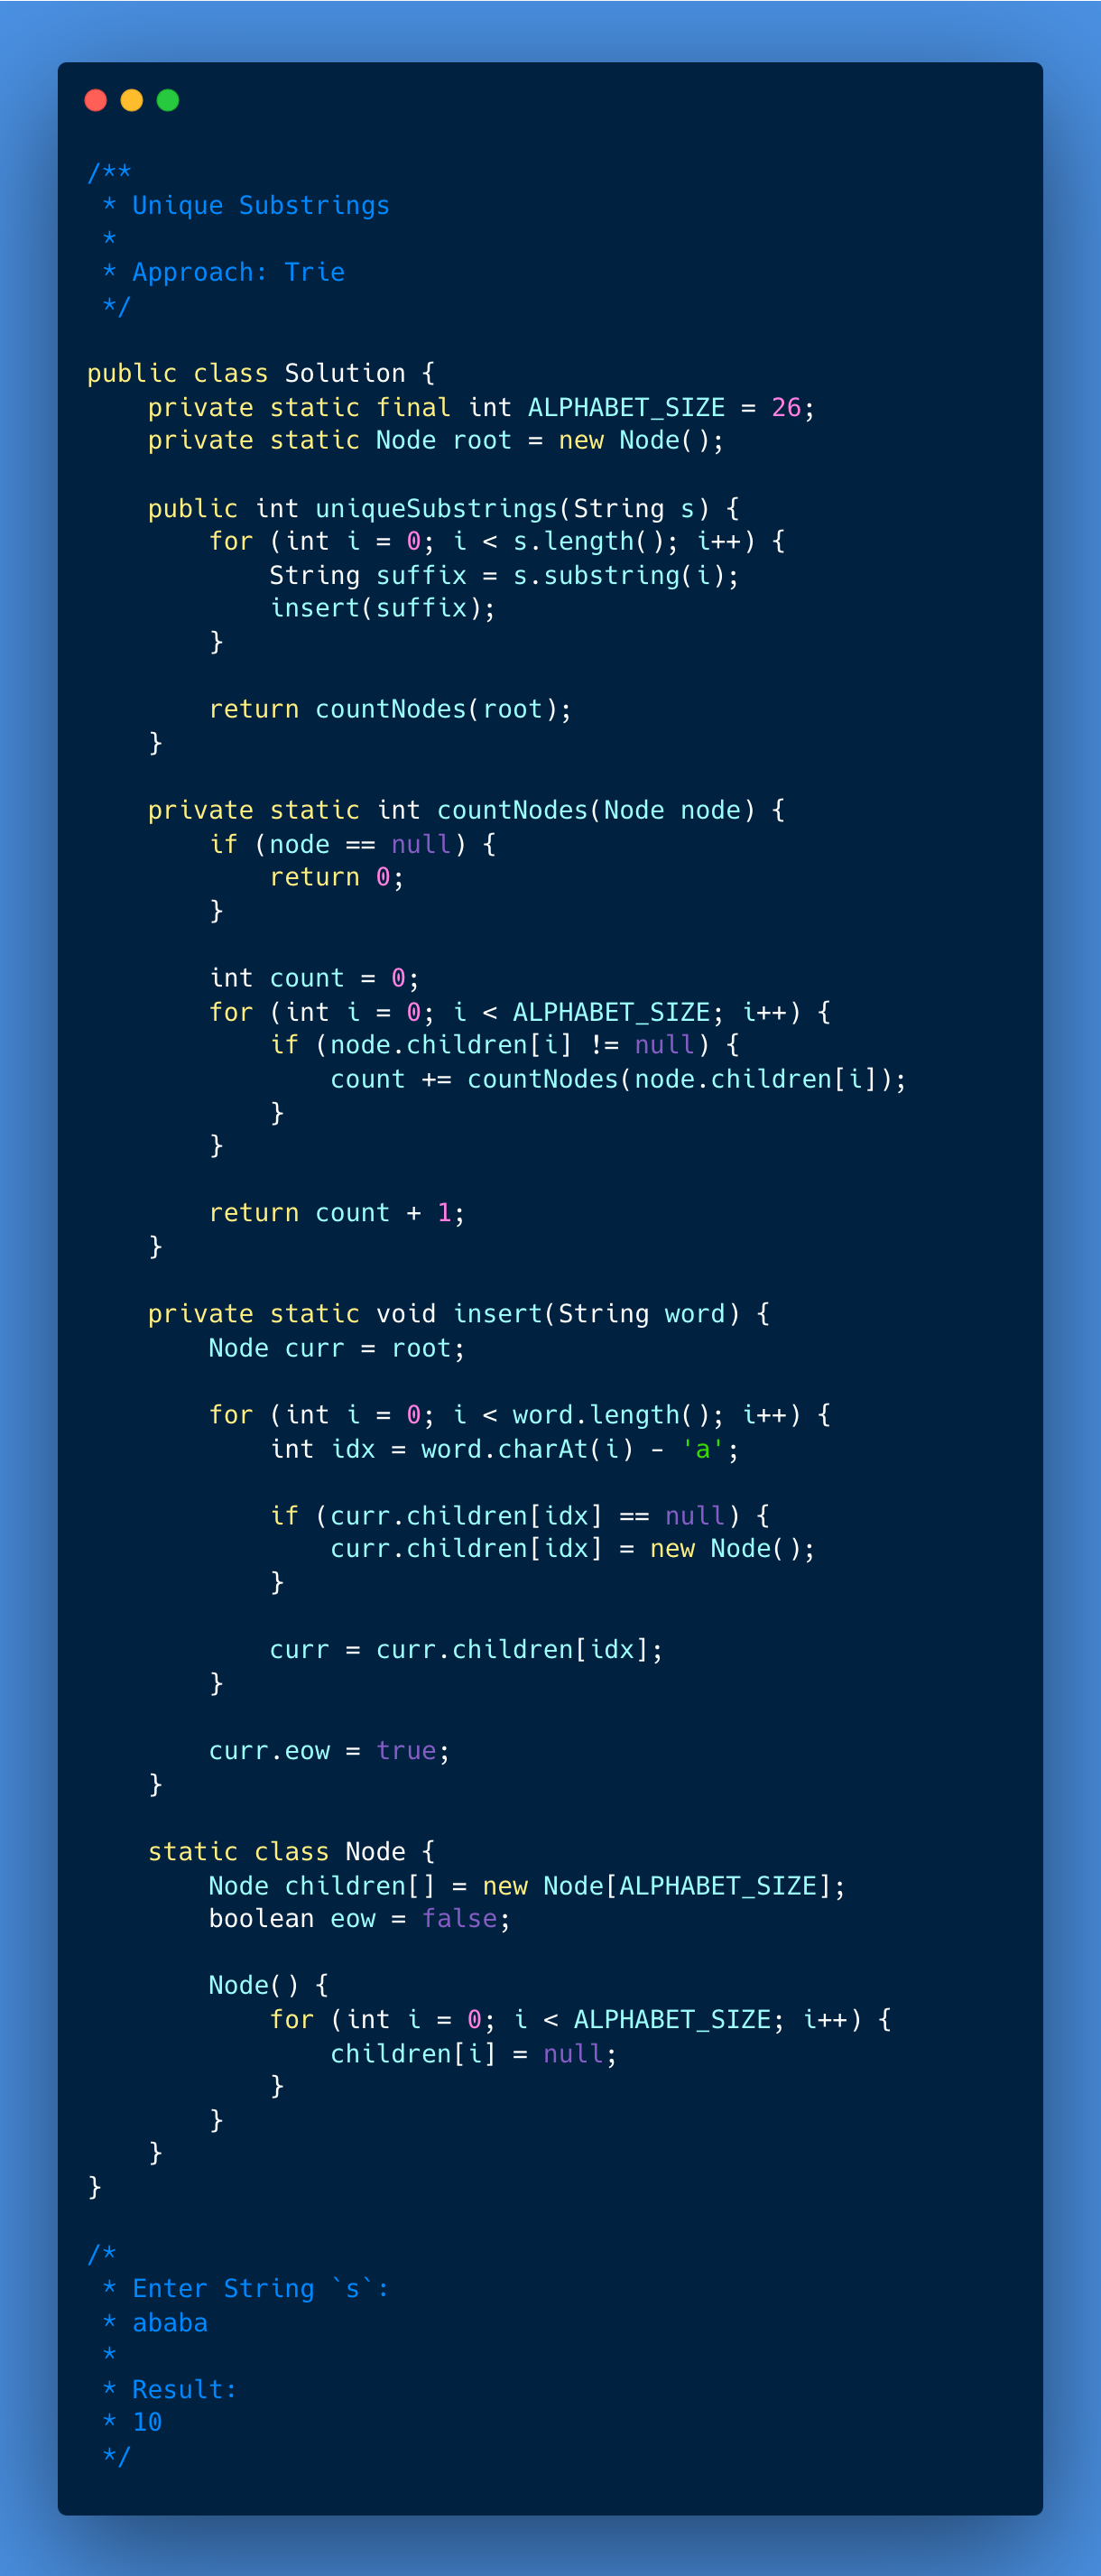 /**
 * Unique Substrings
 *
 * Approach: Trie
 */

public class Solution {
    private static final int ALPHABET_SIZE = 26;
    private static Node root = new Node();

    public int uniqueSubstrings(String s) {
        for (int i = 0; i < s.length(); i++) {
            String suffix = s.substring(i);
            insert(suffix);
        }

        return countNodes(root);
    }

    private static int countNodes(Node node) {
        if (node == null) {
            return 0;
        }

        int count = 0;
        for (int i = 0; i < ALPHABET_SIZE; i++) {
            if (node.children[i] != null) {
                count += countNodes(node.children[i]);
            }
        }

        return count + 1;
    }

    private static void insert(String word) {
        Node curr = root;

        for (int i = 0; i < word.length(); i++) {
            int idx = word.charAt(i) - 'a';

            if (curr.children[idx] == null) {
                curr.children[idx] = new Node();
            }

            curr = curr.children[idx];
        }

        curr.eow = true;
    }

    static class Node {
        Node children[] = new Node[ALPHABET_SIZE];
        boolean eow = false;

        Node() {
            for (int i = 0; i < ALPHABET_SIZE; i++) {
                children[i] = null;
            }
        }
    }
}

/*
 * Enter String `s`:
 * ababa
 *
 * Result:
 * 10
 */